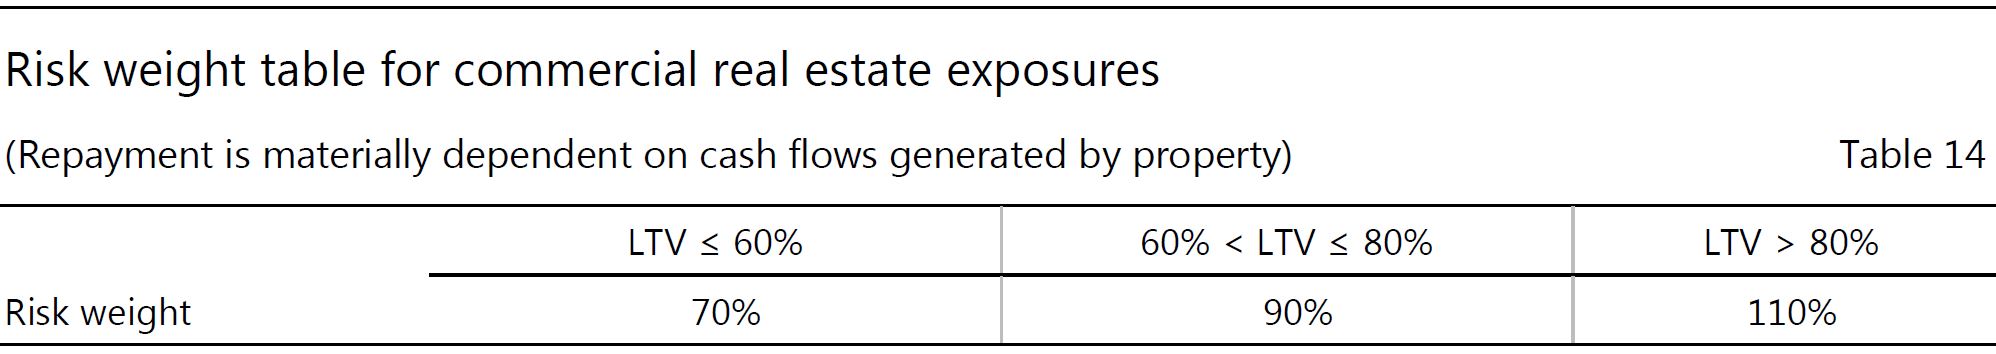 Risk weight table for commercial real estate exposures
(Repayment is materially dependent on cash flows generated by property) Table 14
LTV ≤ 60% 60% < LTV ≤ 80% LTV > 80%
Risk weight 70% 90% 110%